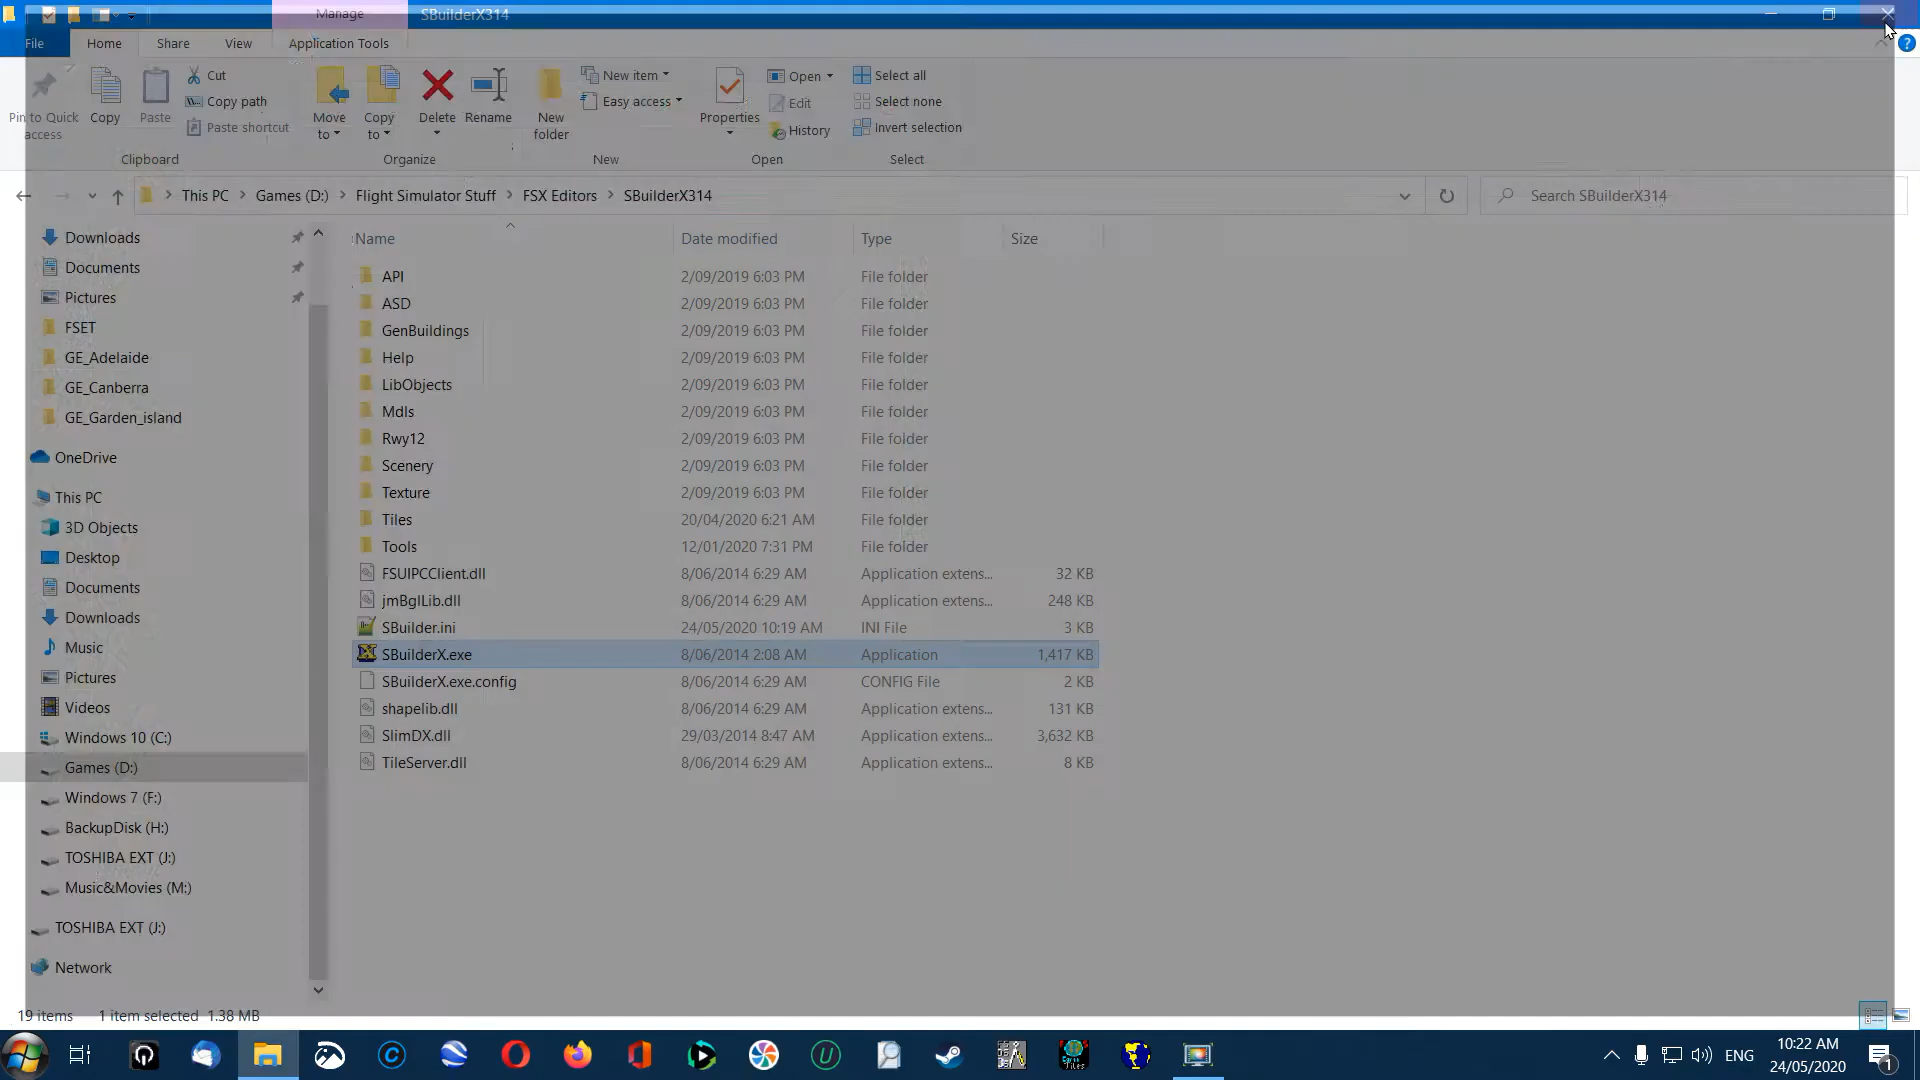 Manage SBuilderX314
File Home Share View Application Tools
Pin to Quick access
Copy
Paste
Cut
Copy path
Paste shortcut
Clipboard
Move to
Copy to
Delete
Rename
Organize
New folder
New item
Easy access
New
Properties
Open
Edit
History
Open
Select all
Select none
Invert selection
Select
This PC Games (D:) Flight Simulator Stuff FSX Editors SBuilderX314 Search SBuilderX314
Downloads
Documents
Pictures
FSET
GE_Adelaide
GE_Canberra
GE_Garden_island
OneDrive
This PC
3D Objects
Desktop
Documents
Downloads
Music
Pictures
Videos
Windows 10 (C:)
Games (D:)
Windows 7 (F:)
BackupDisk (H:)
TOSHIBA EXT (J:)
Music&Movies (M:)
TOSHIBA EXT (J:)
Network
Name Date modified Type Size
API 2/09/2019 6:03 PM File folder
ASD 2/09/2019 6:03 PM File folder
GenBuildings 2/09/2019 6:03 PM File folder
Help 2/09/2019 6:03 PM File folder
LibObjects 2/09/2019 6:03 PM File folder
Mdls 2/09/2019 6:03 PM File folder
Rwy12 2/09/2019 6:03 PM File folder
Scenery 2/09/2019 6:03 PM File folder
Texture 2/09/2019 6:03 PM File folder
Tiles 20/04/2020 6:21 AM File folder
Tools 12/01/2020 7:31 PM File folder
FSUIPCClient.dll 8/06/2014 6:29 AM Application extens... 32 KB
jmBglLib.dll 8/06/2014 6:29 AM Application extens... 248 KB
SBuilder.ini 24/05/2020 10:19 AM INI File 3 KB
SBuilderX.exe 8/06/2014 2:08 AM Application 1,417 KB
SBuilderX.exe.config 8/06/2014 6:29 AM CONFIG File 2 KB
shapelib.dll 8/06/2014 6:29 AM Application extens... 131 KB
SlimDX.dll 29/03/2014 8:47 AM Application extens... 3,632 KB
TileServer.dll 8/06/2014 6:29 AM Application extens... 8 KB
19 items 1 item selected 1.38 MB
ENG 10:22 AM
24/05/2020
1